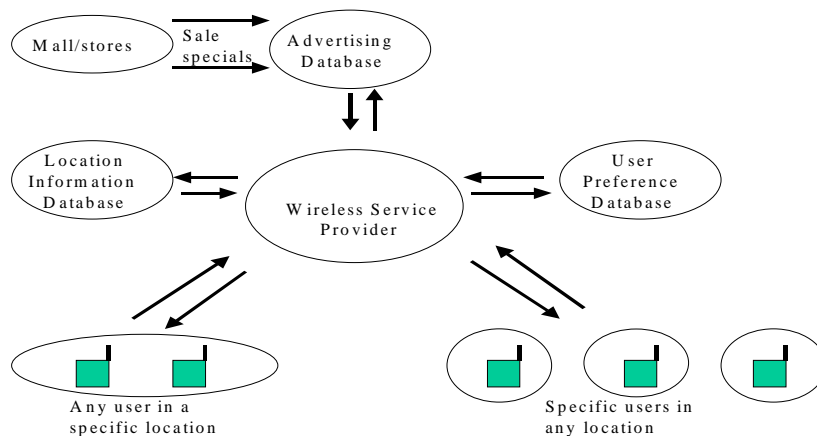 Mall/stores
Sale
specials
Advertising
Database
Location
Information
Database
Wireless Service
Provider
User
Preference
Database
Any user in a
specific location
Specific users in
any location